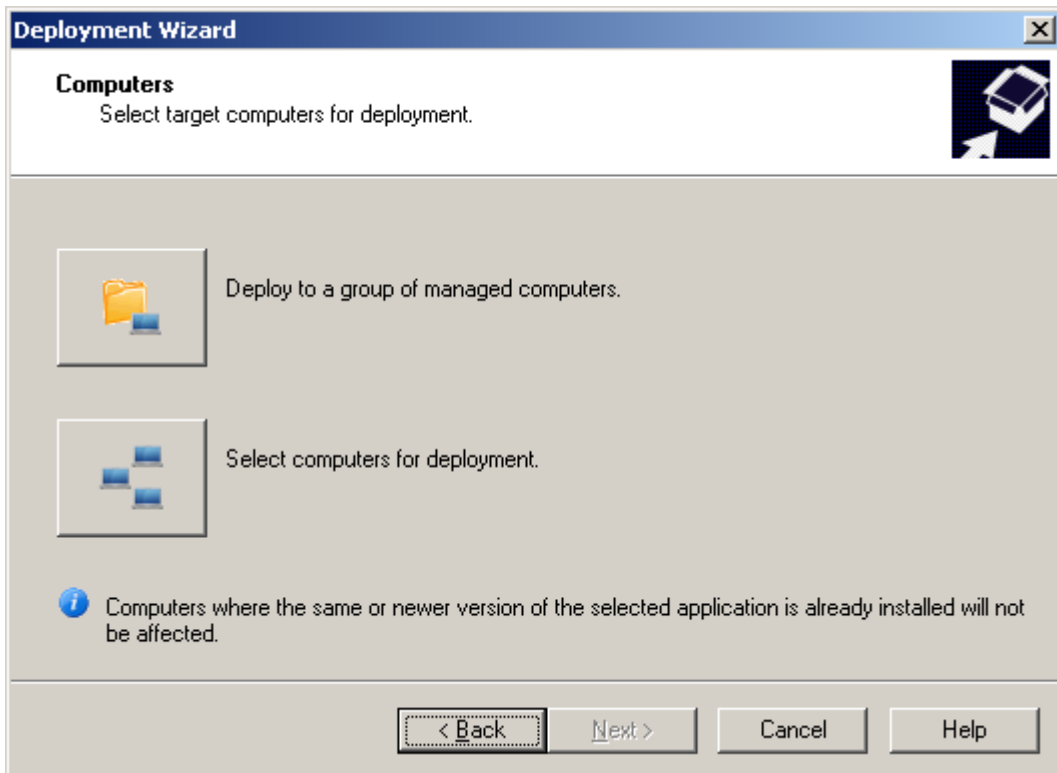 Deployment Wizard
Computers
Select target computers for deployment.
Deploy to a group of managed computers.
Select computers for deployment.
Computers where the same or newer version of the selected application is already installed will not
be affected.
< Back
Next >
Cancel
Help